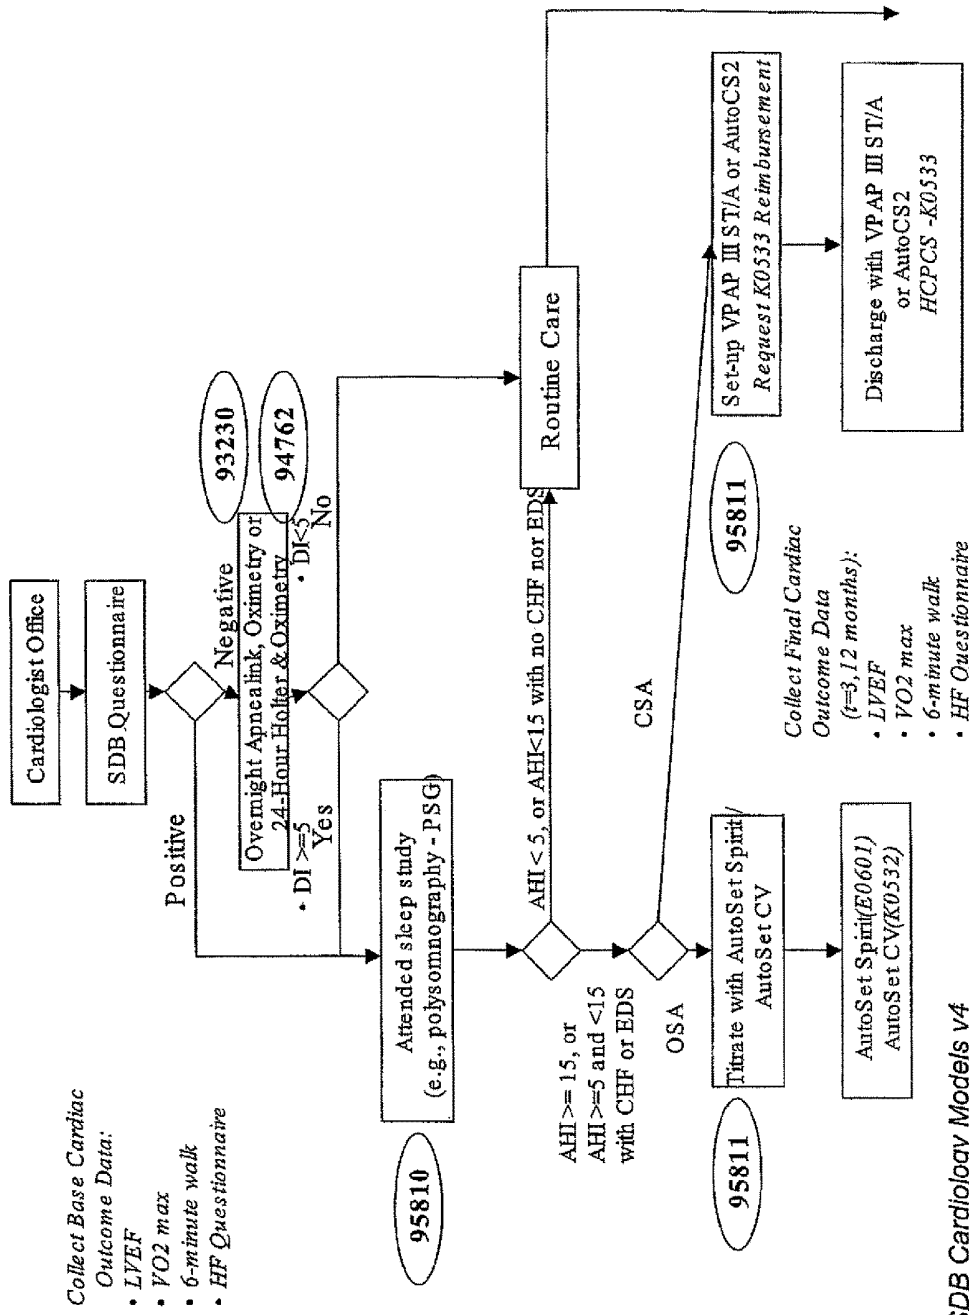 Collect Base Cardiac
Outcome Data:
• LVEF
• VO2 max
• 6-minute walk
• HF Questionnaire
Cardiologist Office
SDB Questionnaire
Positive
Negative
93230
Overnight Apnealink, Oximetry or
24-Hour Holter & Oximetry
94762
• DI >=5
Yes
• DI<5
No
95810
Attended sleep study
(e.g., polysomnography - PSG)
AHI < 5, or AHI<15 with no CHF nor EDS
Routine Care
AHI >= 15, or
AHI >=5 and <15
with CHF or EDS
OSA
CSA
95811
Titrate with AutoSet Spirit/
AutoSet CV
AutoSet Spirit(E0601)
AutoSet CV(K0532)
Collect Final Cardiac
Outcome Data
(t=3,12 months):
• LVEF
• VO2 max
• 6-minute walk
• HF Questionnaire
95811
Set-up VPAP III ST/A or AutoCS2
Request K0533 Reimbursement
Discharge with VPAP III ST/A
or AutoCS2
HCPCS -K0533
SDB Cardiology Models v4